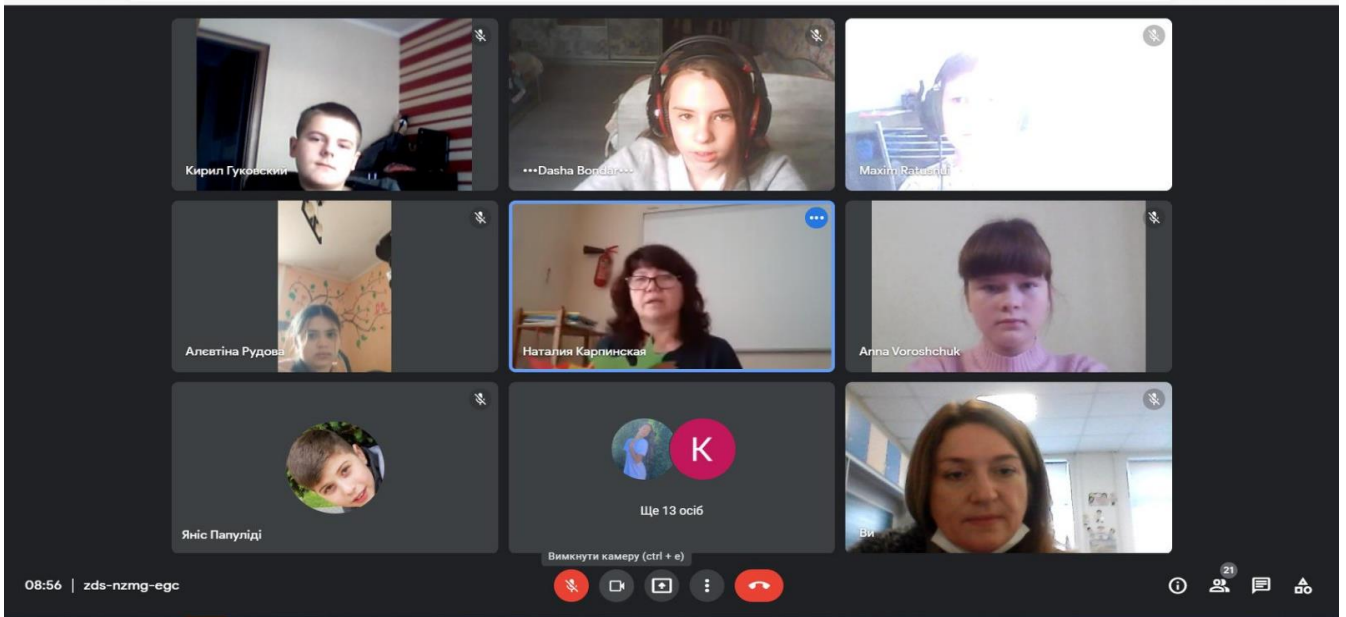 Кирил Гуковский
•••Dasha Bondar•••
Maxim Ratushti
Алєвтіна Рудова
Наталия Карпинская
Anna Voroshchuk
Яніс Папуліді
K
Ще 13 осіб
Ви
Вимкнути камеру (ctrl + e)
08:56 | zds-nzmg-egc
21